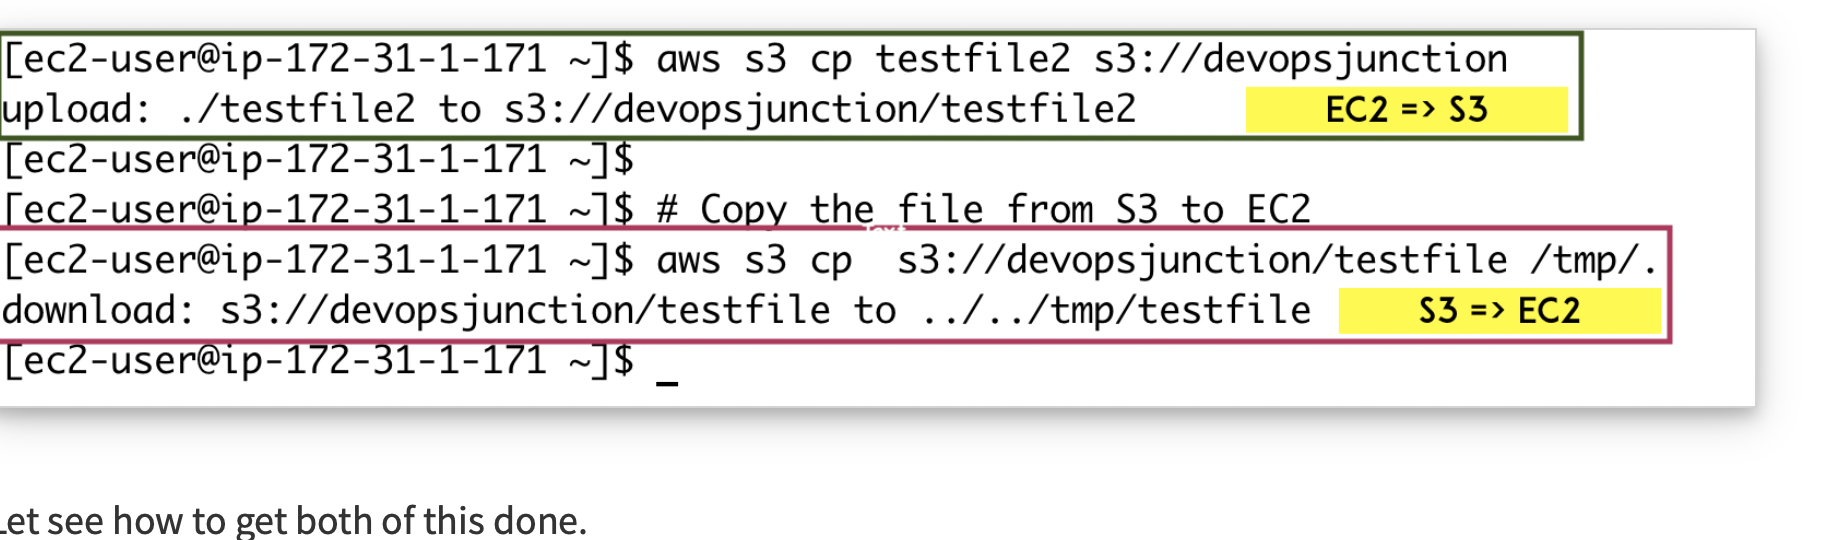 [ec2-user@ip-172-31-1-171 ~]$ aws s3 cp testfile2 s3://devopsjunction
upload: ./testfile2 to s3://devopsjunction/testfile2 EC2 => S3
[ec2-user@ip-172-31-1-171 ~]$
[ec2-user@ip-172-31-1-171 ~]$ # Copy the file from S3 to EC2
Text
[ec2-user@ip-172-31-1-171 ~]$ aws s3 cp  s3://devopsjunction/testfile /tmp/.
download: s3://devopsjunction/testfile to ../../tmp/testfile S3 => EC2
[ec2-user@ip-172-31-1-171 ~]$ _
Let see how to get both of this done.